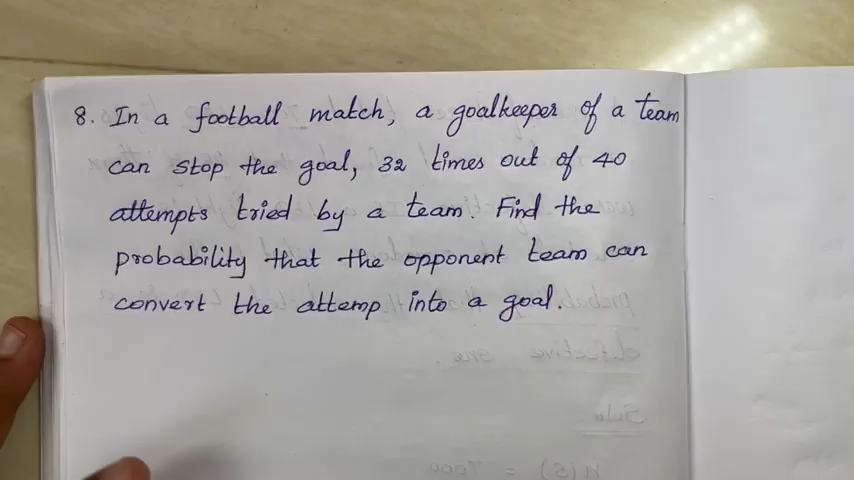 8. In a football match, a goalkeeper of a team
can stop the goal, 32 times out of 40
attempts tried by a team. Find the
probability that the opponent team can
convert the attemp into a goal.